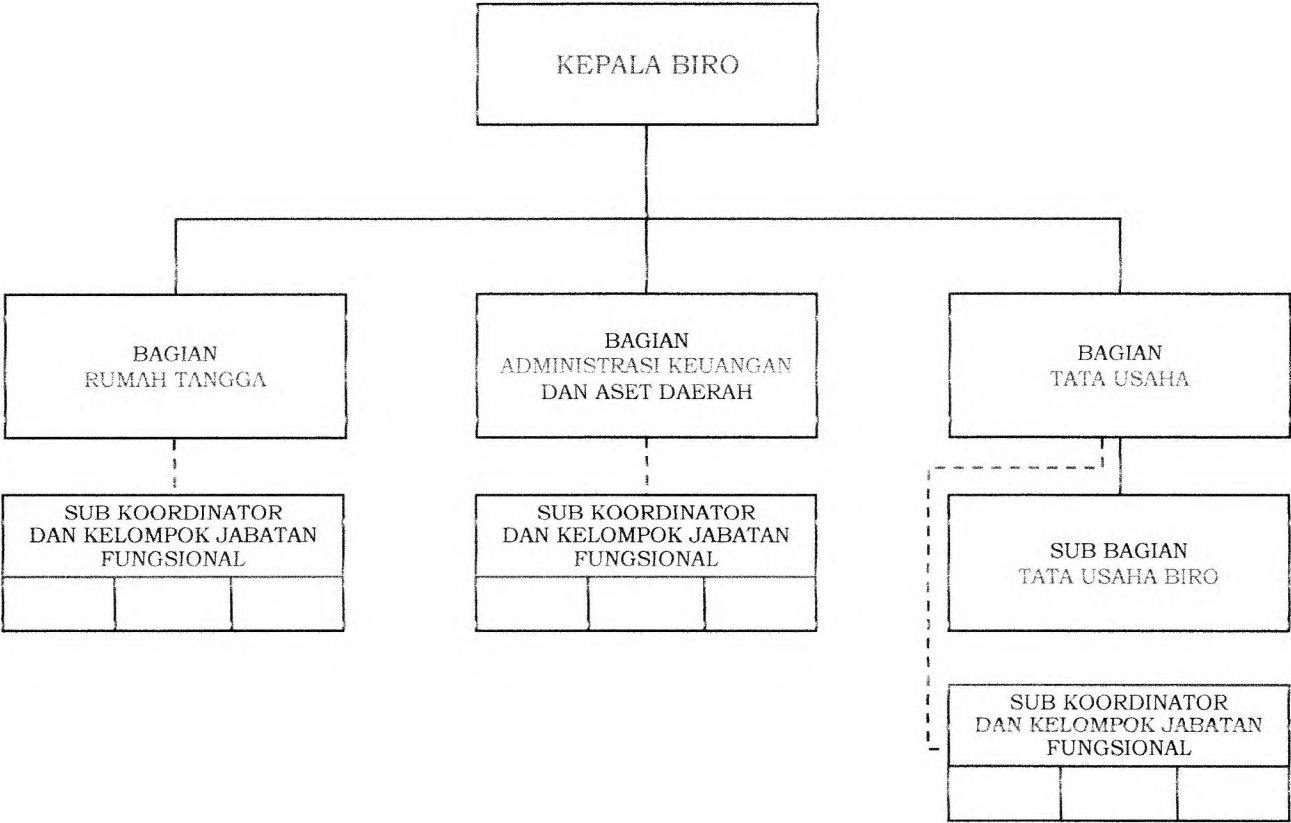 KEPALA BIRO
BAGIAN
RUMAH TANGGA
BAGIAN
ADMINISTRASI KEUANGAN
DAN ASET DAERAH
BAGIAN
TATA USAHA
SUB KOORDINATOR
DAN KELOMPOK JABATAN
FUNGSIONAL
SUB KOORDINATOR
DAN KELOMPOK JABATAN
FUNGSIONAL
SUB BAGIAN
TATA USAHA BIRO
SUB KOORDINATOR
DAN KELOMPOK JABATAN
FUNGSIONAL